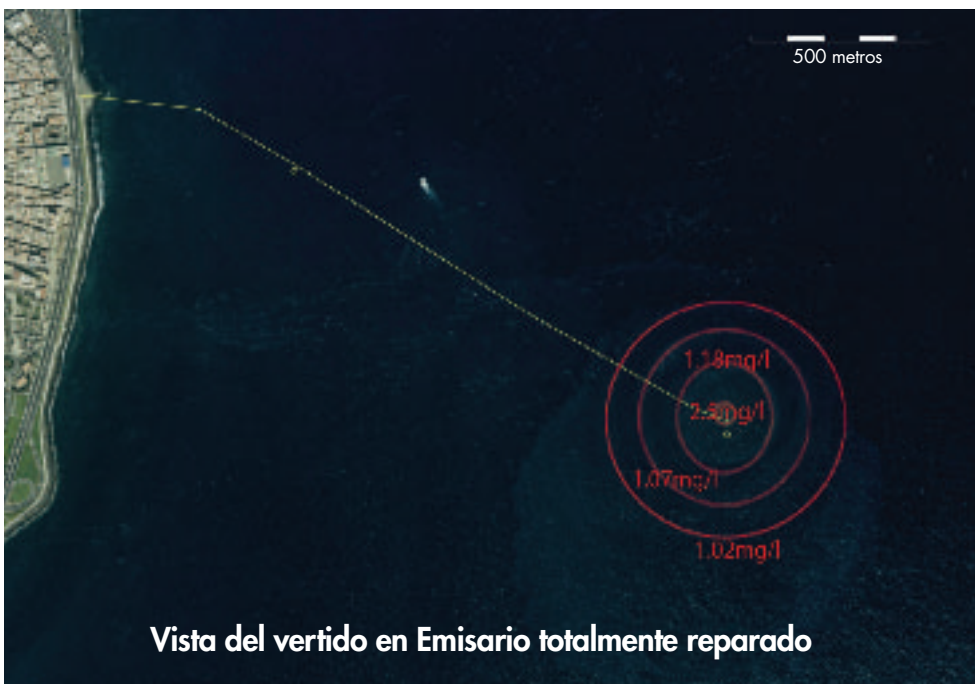 500 metros
1.18mg/l
1.07mg/l
1.02mg/l
Vista del vertido en Emisario totalmente reparado